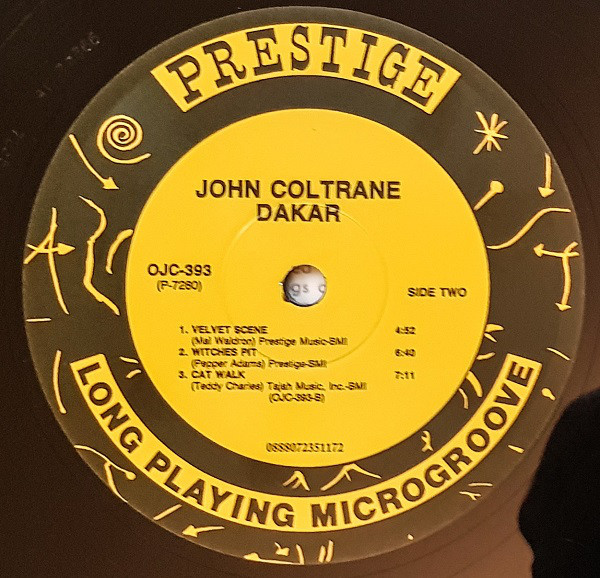 PRESTIGE
JOHN COLTRANE
DAKAR
OJC-393
(P-7280)
SIDE TWO
1. VELVET SCENE 4:52
(Mal Waldron) Prestige Music-BMI
2. WITCHES PIT 6:40
(Pepper Adams) Prestige-BMI
3. CAT WALK 7:11
(Teddy Charles) Tajah Music, Inc.-BMI
(OJC-393-B)
0888072351172
LONG PLAYING MICROGROOVE